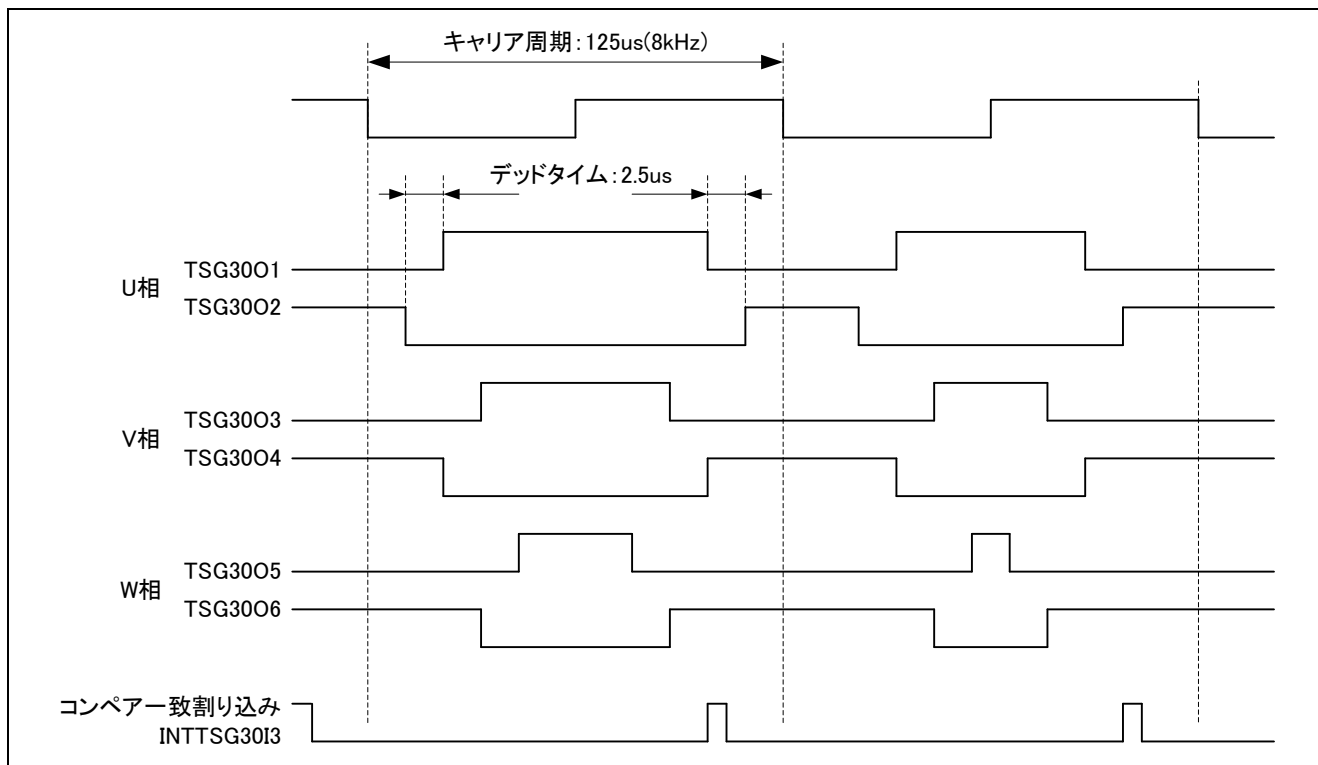 キャリア周期：125us(8kHz)
デッドタイム：2.5us
U相
TSG30O1
TSG30O2
V相
TSG30O3
TSG30O4
W相
TSG30O5
TSG30O6
コンペアー致割り込み
INTTSG30I3